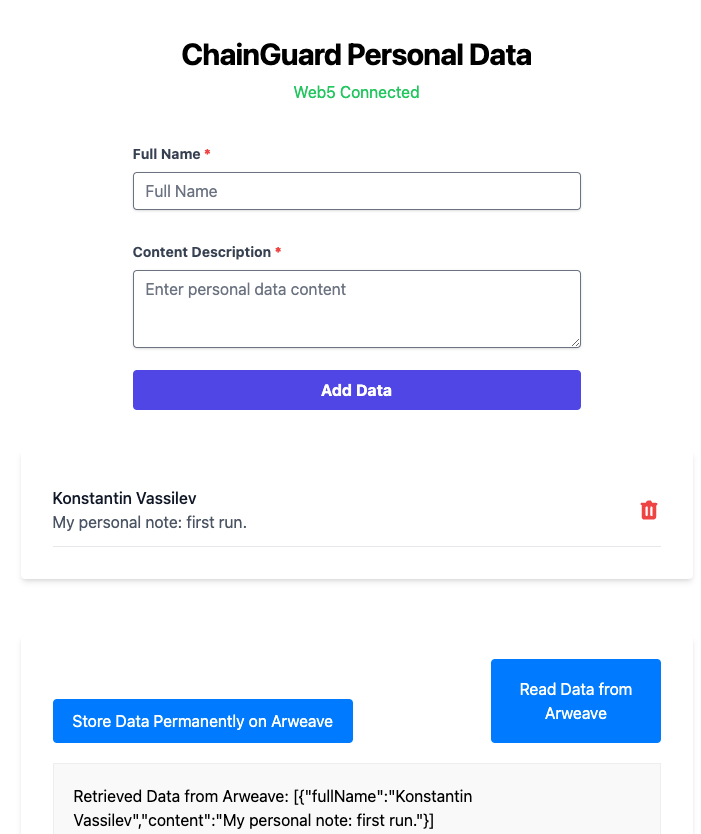 ChainGuard Personal Data
Web5 Connected
Full Name *
Full Name
Content Description *
Enter personal data content
Add Data
Konstantin Vassilev
My personal note: first run.
Store Data Permanently on Arweave
Read Data from
Arweave
Retrieved Data from Arweave: [{"fullName":"Konstantin
Vassilev","content":"My personal note: first run."}]